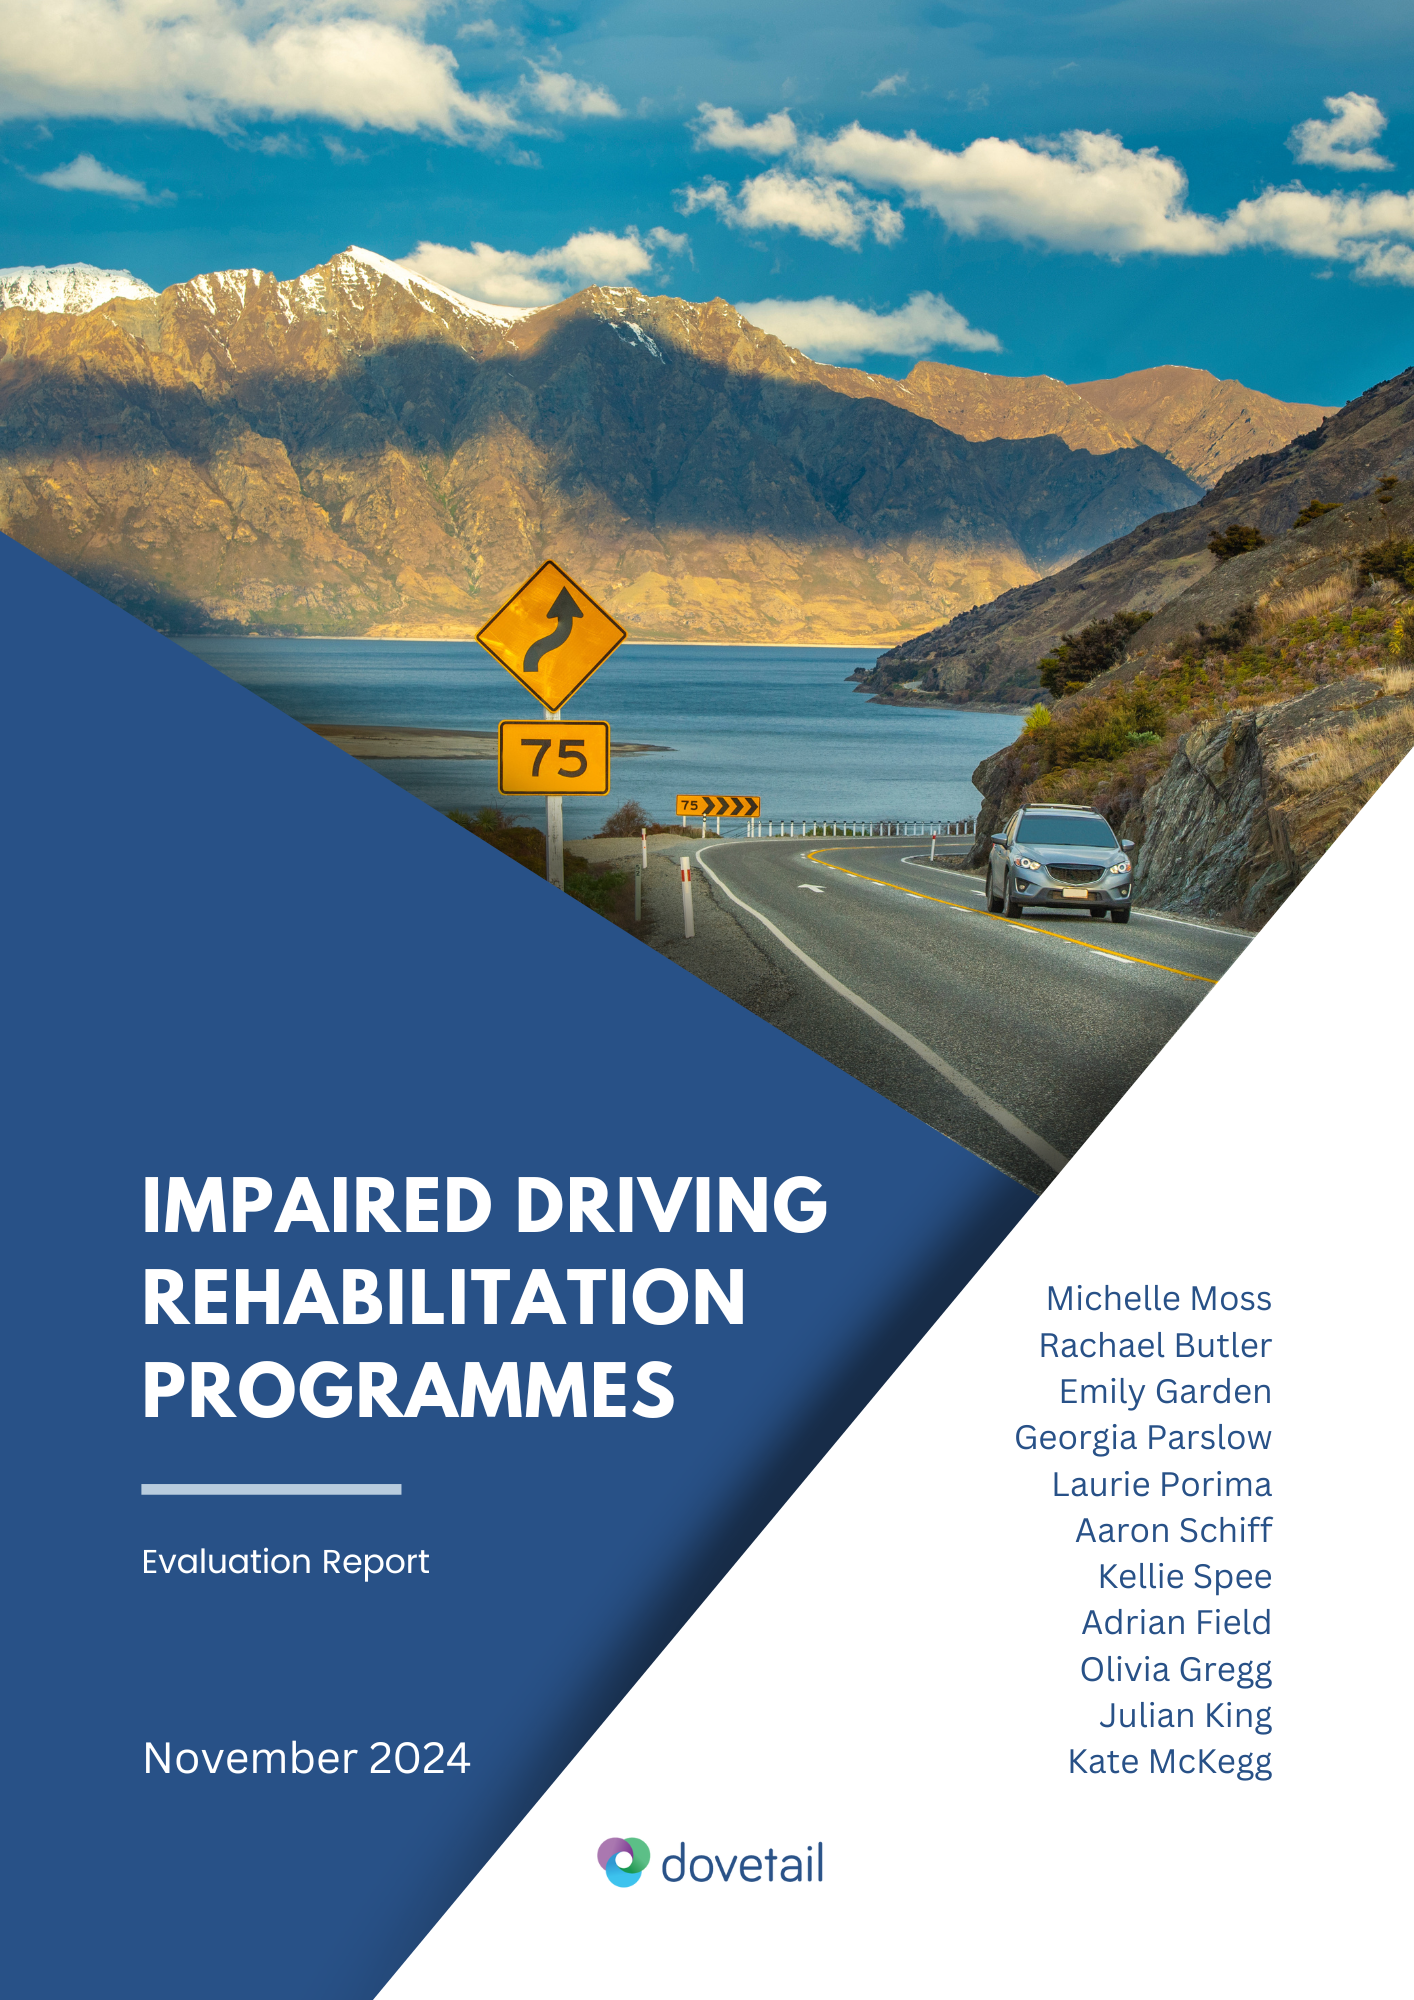 75
75
IMPAIRED DRIVING
REHABILITATION
PROGRAMMES
Evaluation Report
November 2024
Michelle Moss
Rachael Butler
Emily Garden
Georgia Parslow
Laurie Porima
Aaron Schiff
Kellie Spee
Adrian Field
Olivia Gregg
Julian King
Kate McKegg
dovetail